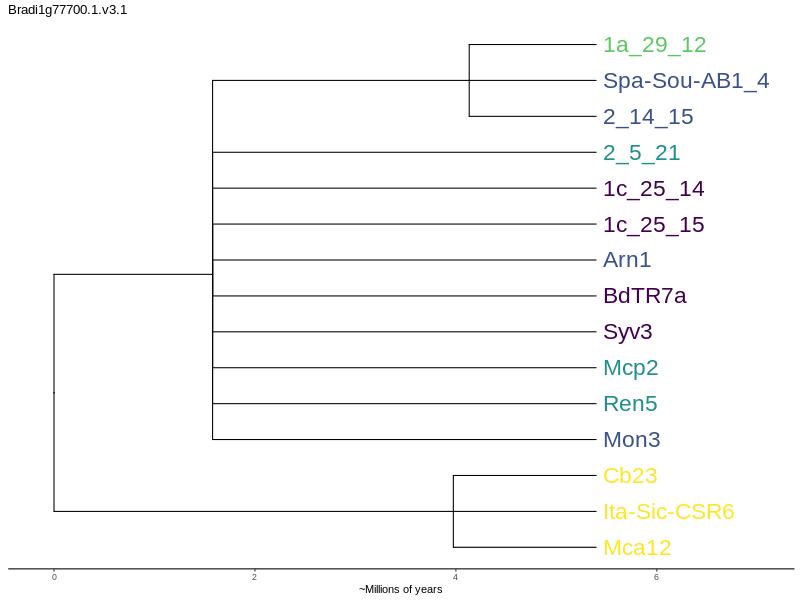 Bradi1g77700.1.v3.1
1a_29_12
Spa-Sou-AB1_4
2_14_15
2_5_21
1c_25_14
1c_25_15
Arn1
BdTR7a
Syv3
Mcp2
Ren5
Mon3
Cb23
Ita-Sic-CSR6
Mca12
0 2 4 6
~Millions of years